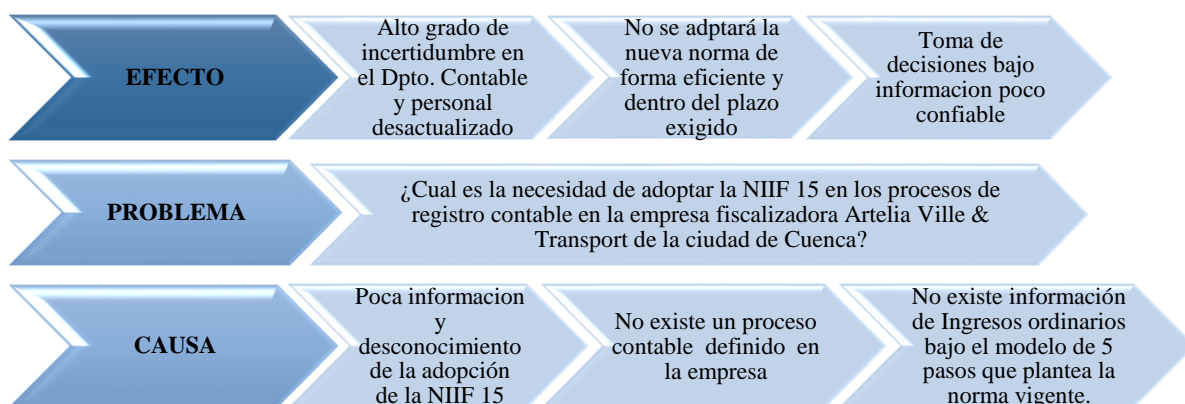 EFECTO
Alto grado de
incertidumbre en
el Dpto. Contable
y personal
desactualizado
No se adptará la
nueva norma de
forma eficiente y
dentro del plazo
exigido
Toma de
decisiones bajo
informacion poco
confiable
PROBLEMA
¿Cual es la necesidad de adoptar la NIIF 15 en los procesos de
registro contable en la empresa fiscalizadora Artelia Ville &
Transport de la ciudad de Cuenca?
CAUSA
Poca informacion
y
desconocimiento
de la adopción
de la NIIF 15
No existe un proceso
contable definido en
la empresa
No existe información
de Ingresos ordinarios
bajo el modelo de 5
pasos que plantea la
norma vigente.